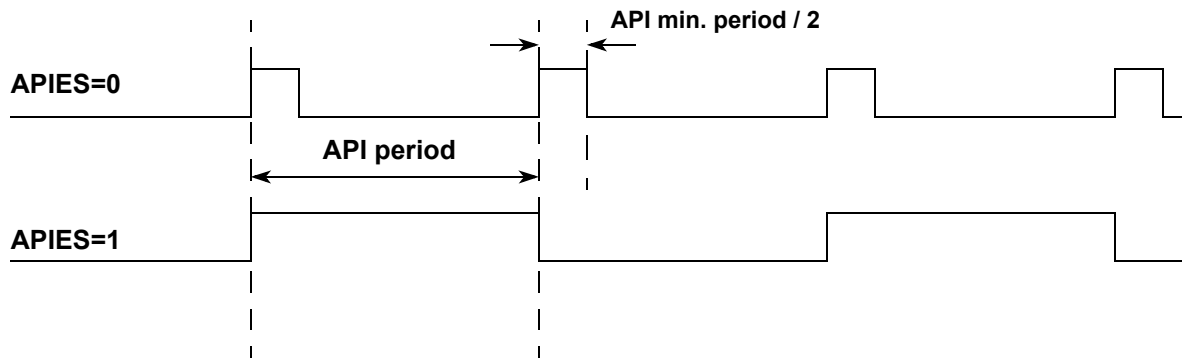 API min. period / 2
APIES=0
API period
APIES=1